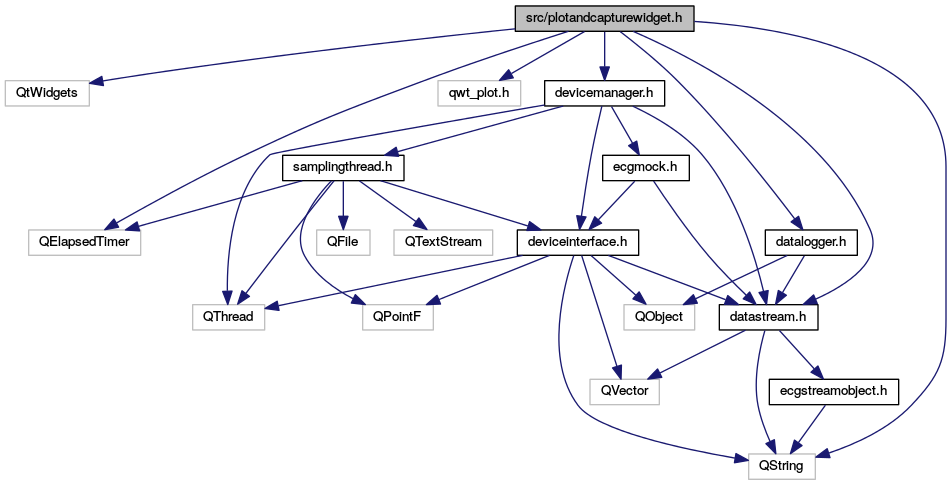 src/plotandcapturewidget.h
QtWidgets
qwt_plot.h
devicemanager.h
samplingthread.h
ecgmock.h
QElapsedTimer
QFile
QTextStream
deviceinterface.h
datalogger.h
QThread
QPointF
QObject
datastream.h
QVector
ecgstreamobject.h
QString